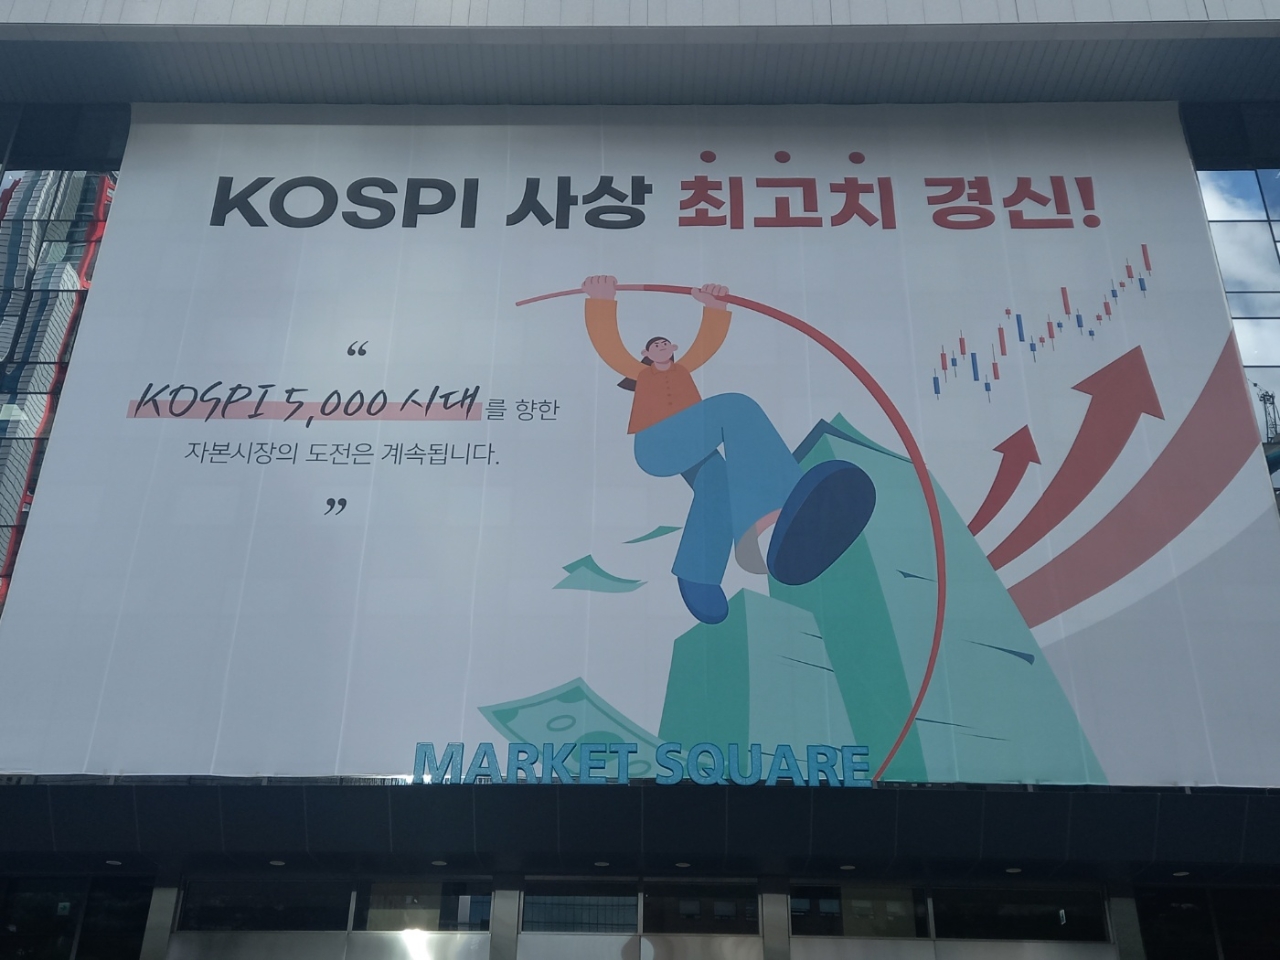 KOSPI 사상 최고치 경신!
“
KOSPI 5,000 시대를 향한
자본시장의 도전은 계속됩니다.
”
MARKET SQUARE